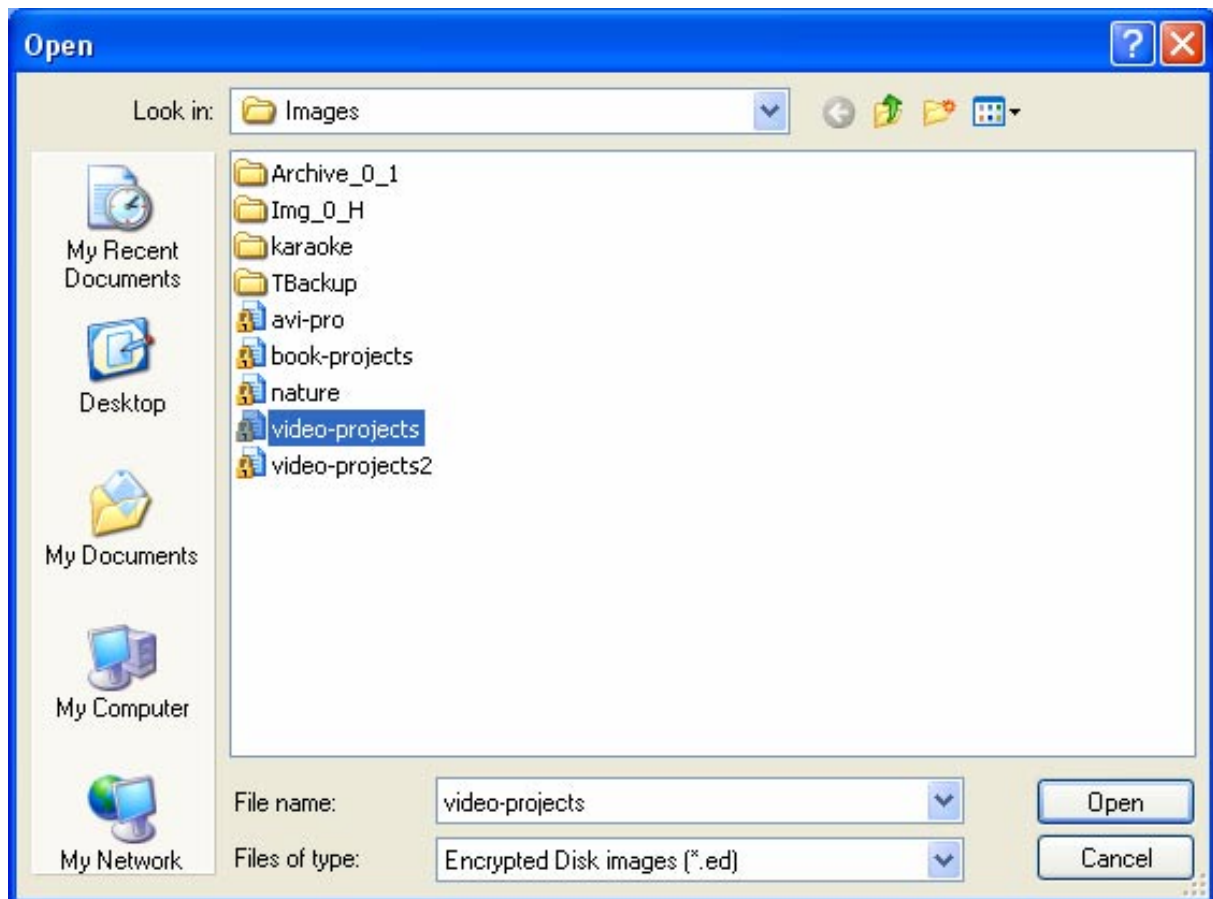 Open
Look in: Images
Archive_0_1
Img_0_H
karaoke
TBackup
avi-pro
book-projects
nature
video-projects
video-projects2
My Recent
Documents
Desktop
My Documents
My Computer
My Network
File name: video-projects Open
Files of type: Encrypted Disk images (*.ed) Cancel